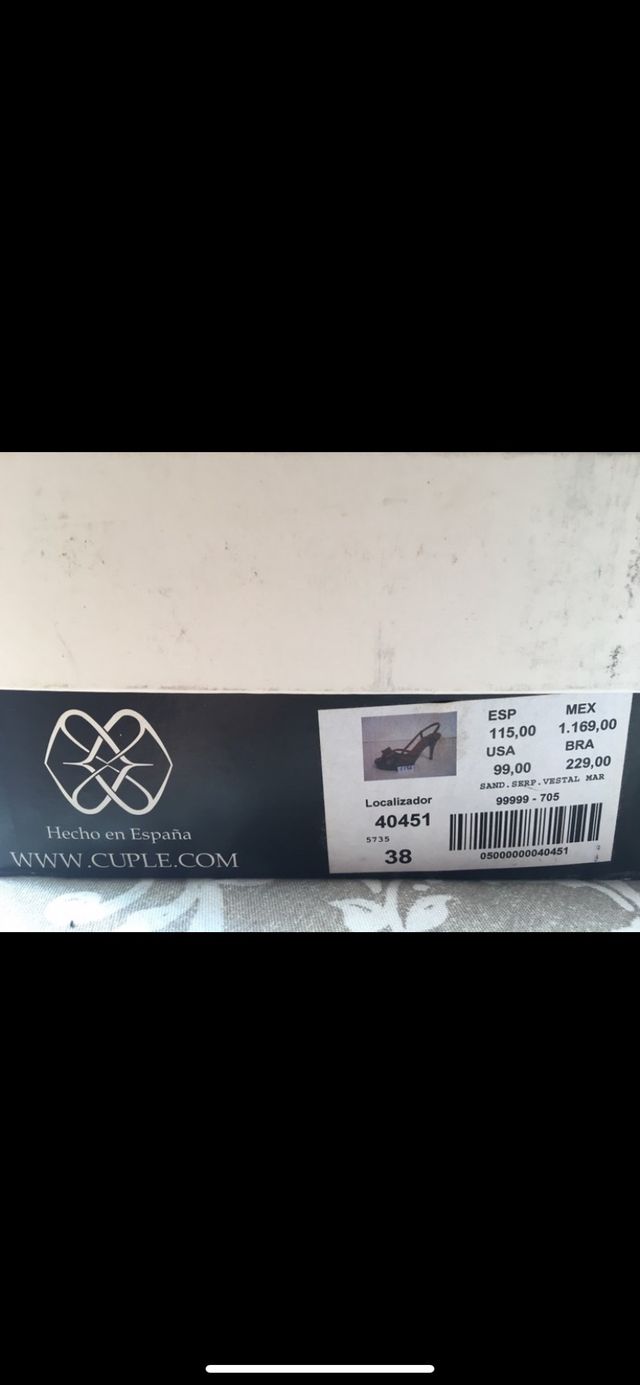 Hecho en España
WWW.CUPLE.COM
ESP
115,00
MEX
1.169,00
USA
99,00
BRA
229,00
SAND.SERP.VESTAL MAR
99999 - 705
Localizador
40451
5735
38
05000000040451